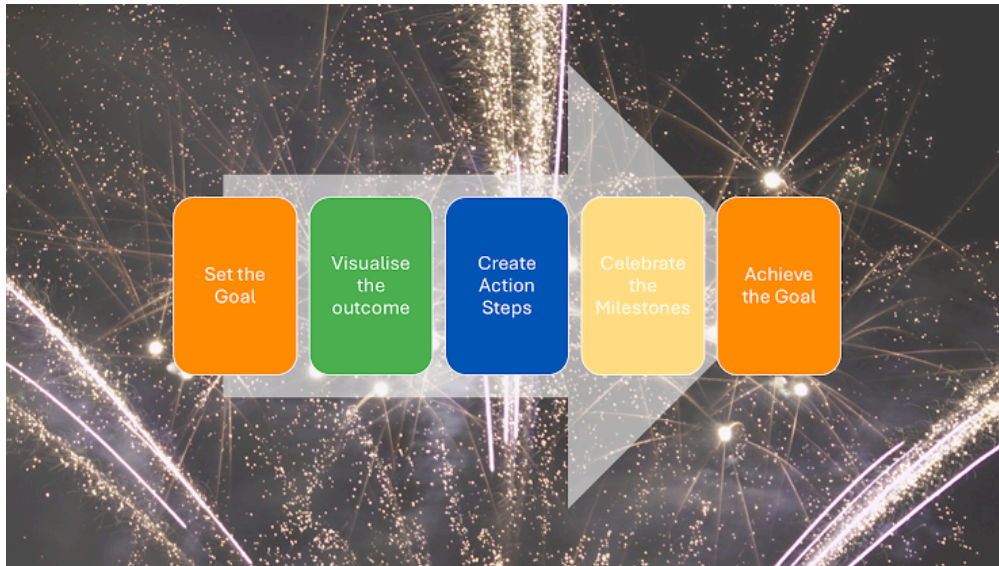 Set the
Goal
Visualise
the
outcome
Create
Action
Steps
Celebrate
the
Milestones
Achieve
the Goal